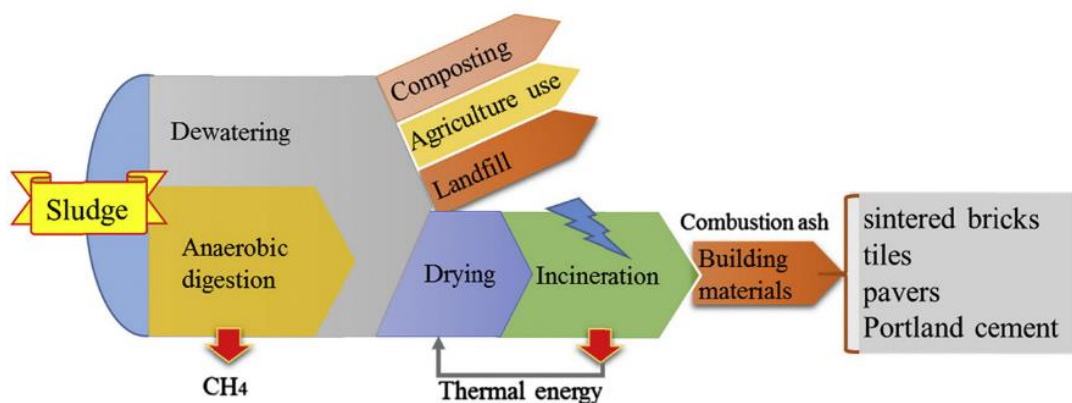 Composting
Agriculture use
Landfill
Dewatering
Sludge
Anaerobic
digestion
Drying
Incineration
Combustion ash
Building
materials
sintered bricks
tiles
pavers
Portland cement
CH4
Thermal energy